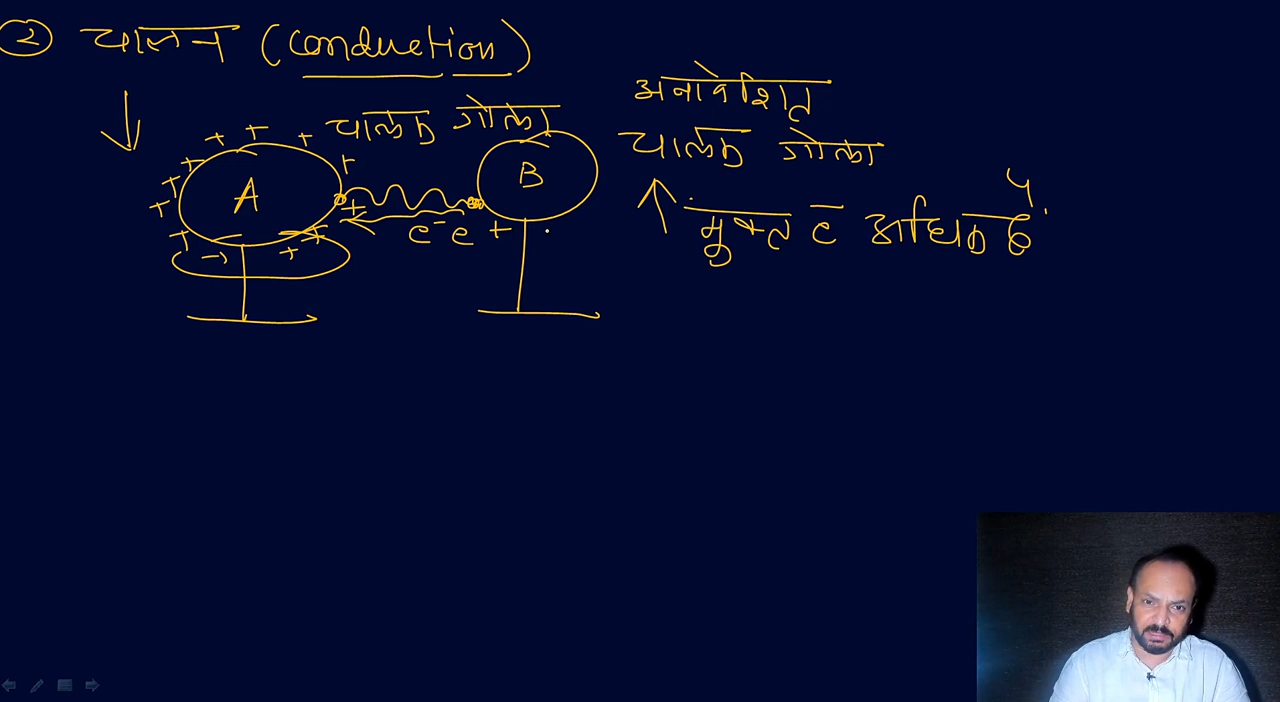 ② चालन (Conduction)
चालक गोला
अनावेशित
चालक गोला
A
B
मुक्त e⁻ अधिक है
e⁻ e